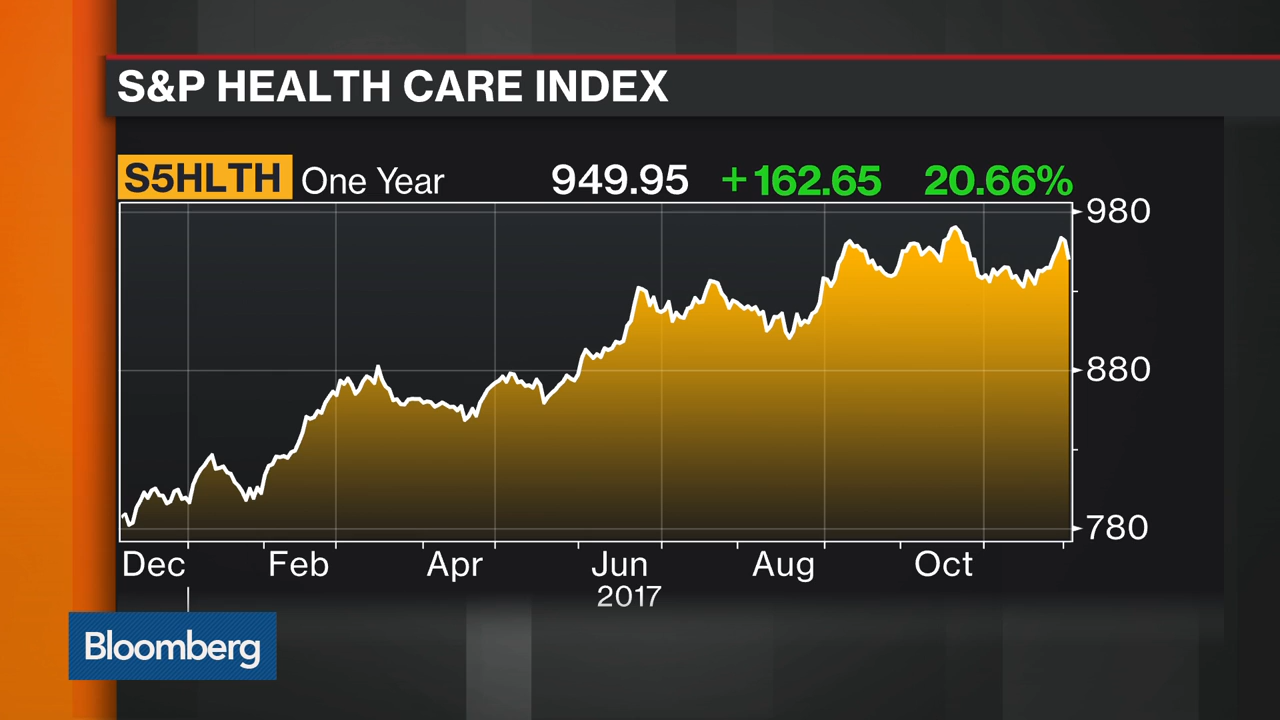 S&P HEALTH CARE INDEX
S5HLTH One Year 949.95 +162.65 20.66%
980
880
780
Dec Feb Apr Jun Aug Oct
2017
Bloomberg